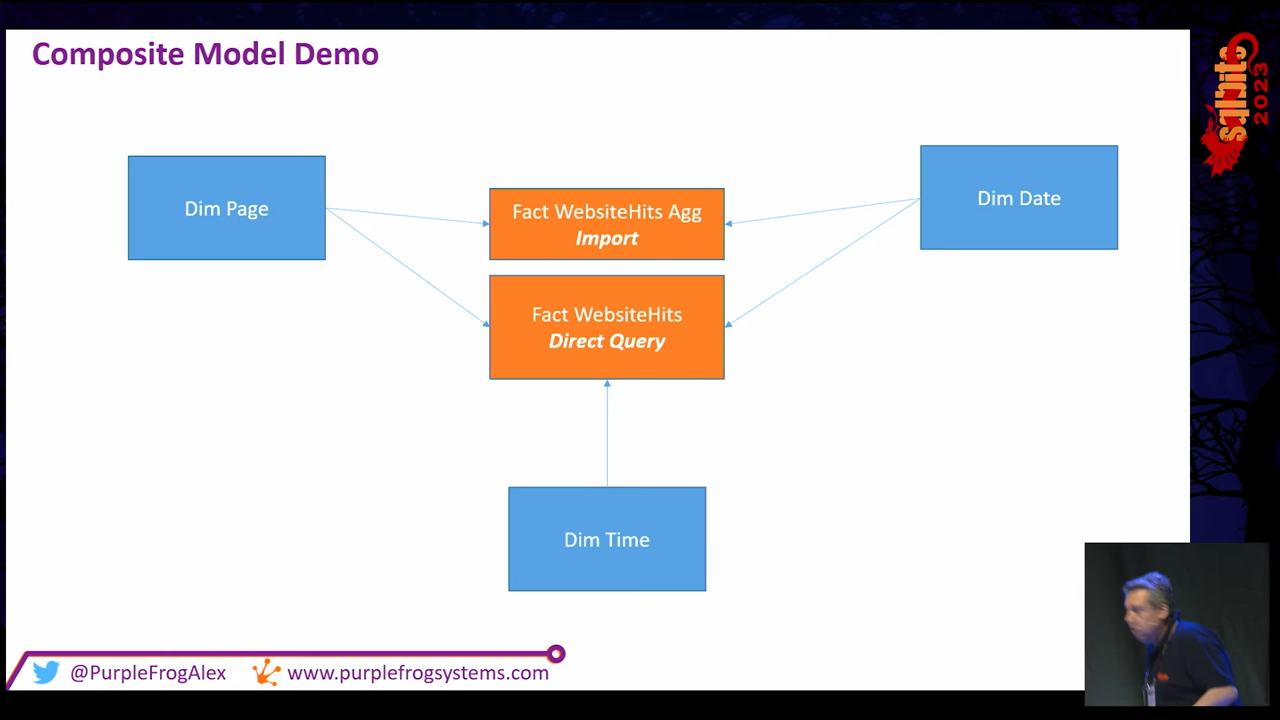 Composite Model Demo
sqlbits
2023
Dim Page
Fact WebsiteHits Agg
Import
Dim Date
Fact WebsiteHits
Direct Query
Dim Time
@PurpleFrogAlex
www.purplefrogsystems.com